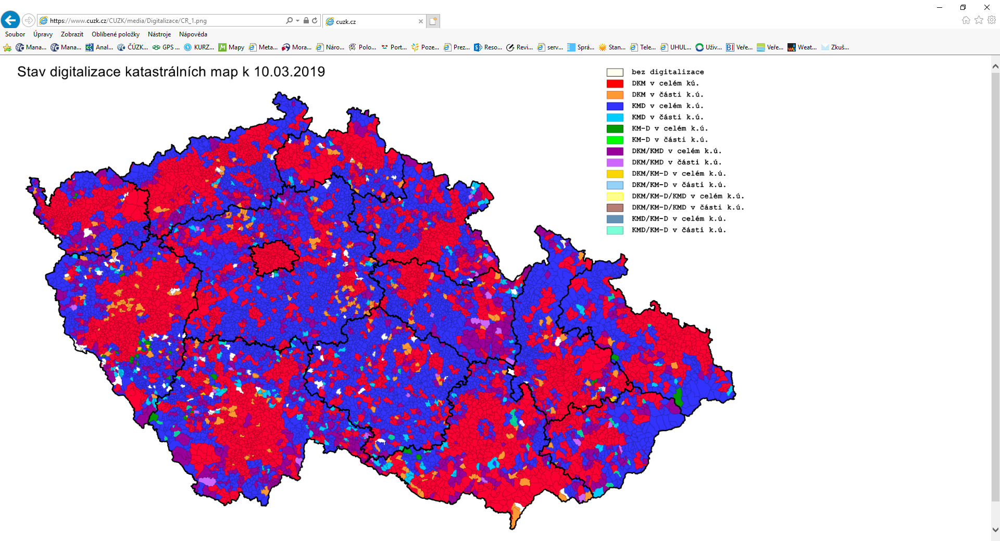 https://www.cuzk.cz/CUZK/media/Digitalizace/CR_1.png
cuzk.cz
Soubor Úpravy Zobrazit Oblíbené položky Nástroje Nápověda
Mana... Mana... Anal... ČÚZK... GPS ... KURZ... Mapy Meta... Mora... Náro... Polo... Port... Poze... Prez... Reso... Revi... serv... Sprá... Stan... Tele... UHUL... Uživ... Veře... Veře... Weat... Zkuš...
Stav digitalizace katastrálních map k 10.03.2019
bez digitalizace
DKM v celém kú.
DKM v části k.ú.
KMD v celém k.ú.
KMD v části k.ú.
KM-D v celém k.ú.
KM-D v části k.ú.
DKM/KMD v celém k.ú.
DKM/KMD v části k.ú.
DKM/KM-D v celém k.ú.
DKM/KM-D v části k.ú.
DKM/KM-D/KMD v celém k.ú.
DKM/KM-D/KMD v části k.ú.
KMD/KM-D v celém k.ú.
KMD/KM-D v části k.ú.